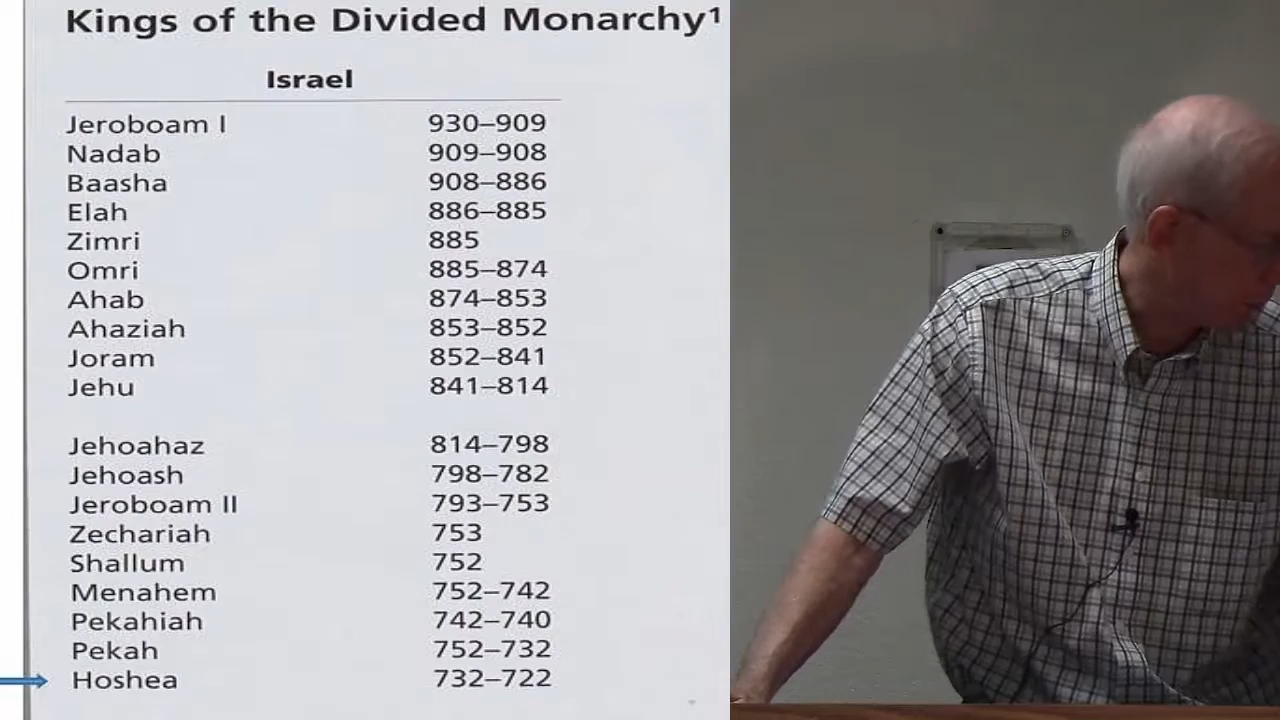 Kings of the Divided Monarchy¹
Israel
Jeroboam I 930–909
Nadab 909–908
Baasha 908–886
Elah 886–885
Zimri 885
Omri 885–874
Ahab 874–853
Ahaziah 853–852
Joram 852–841
Jehu 841–814
Jehoahaz 814–798
Jehoash 798–782
Jeroboam II 793–753
Zechariah 753
Shallum 752
Menahem 752–742
Pekahiah 742–740
Pekah 752–732
Hoshea 732–722